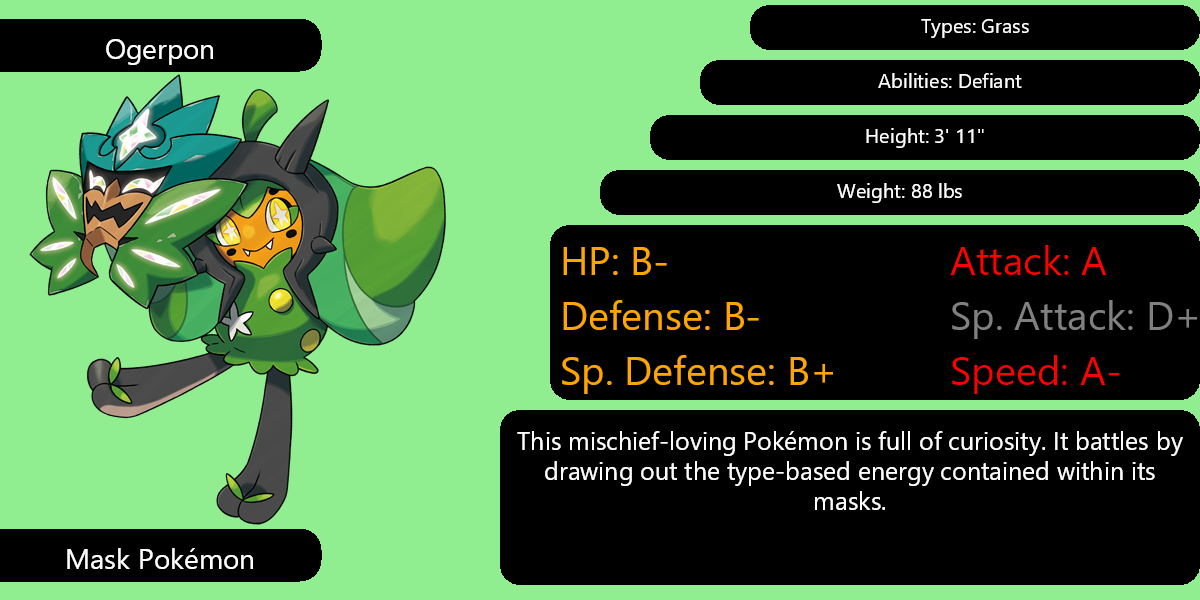 Ogerpon
Types: Grass
Abilities: Defiant
Height: 3' 11"
Weight: 88 lbs
HP: B-
Attack: A
Defense: B-
Sp. Attack: D+
Sp. Defense: B+
Speed: A-
This mischief-loving Pokémon is full of curiosity. It battles by
drawing out the type-based energy contained within its
masks.
Mask Pokémon